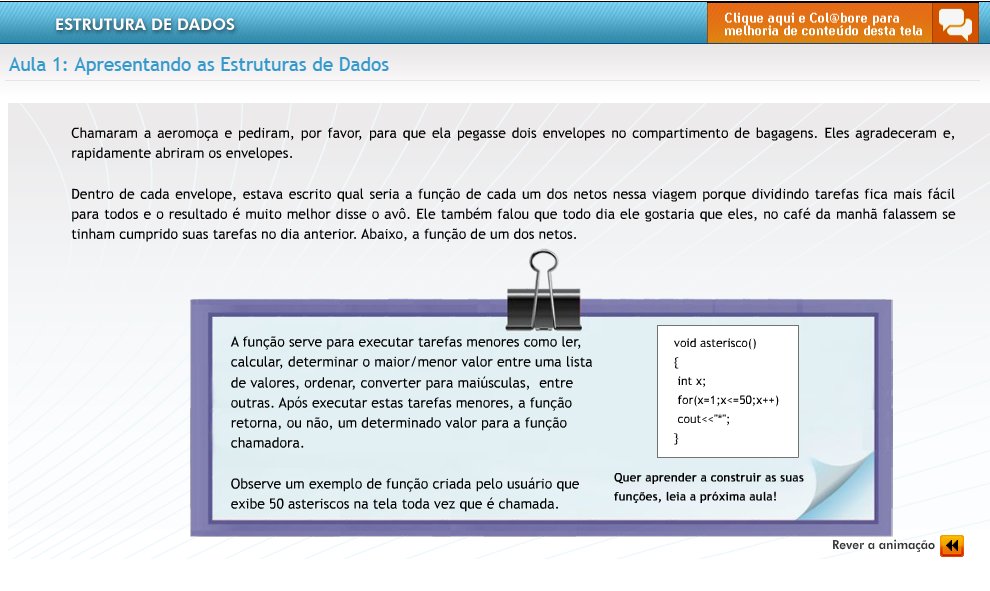 ESTRUTURA DE DADOS
Clique aqui e Col@bore para
melhoria de conteúdo desta tela
Aula 1: Apresentando as Estruturas de Dados
Chamaram a aeromoça e pediram, por favor, para que ela pegasse dois envelopes no compartimento de bagagens. Eles agradeceram e,
rapidamente abriram os envelopes.
Dentro de cada envelope, estava escrito qual seria a função de cada um dos netos nessa viagem porque dividindo tarefas fica mais fácil
para todos e o resultado é muito melhor disse o avô. Ele também falou que todo dia ele gostaria que eles, no café da manhã falassem se
tinham cumprido suas tarefas no dia anterior. Abaixo, a função de um dos netos.
A função serve para executar tarefas menores como ler,
calcular, determinar o maior/menor valor entre uma lista
de valores, ordenar, converter para maiúsculas, entre
outras. Após executar estas tarefas menores, a função
retorna, ou não, um determinado valor para a função
chamadora.
Observe um exemplo de função criada pelo usuário que
exibe 50 asteriscos na tela toda vez que é chamada.
void asterisco()
{
int x;
for(x=1;x<=50;x++)
cout<<"*";
}
Quer aprender a construir as suas
funções, leia a próxima aula!
Rever a animação